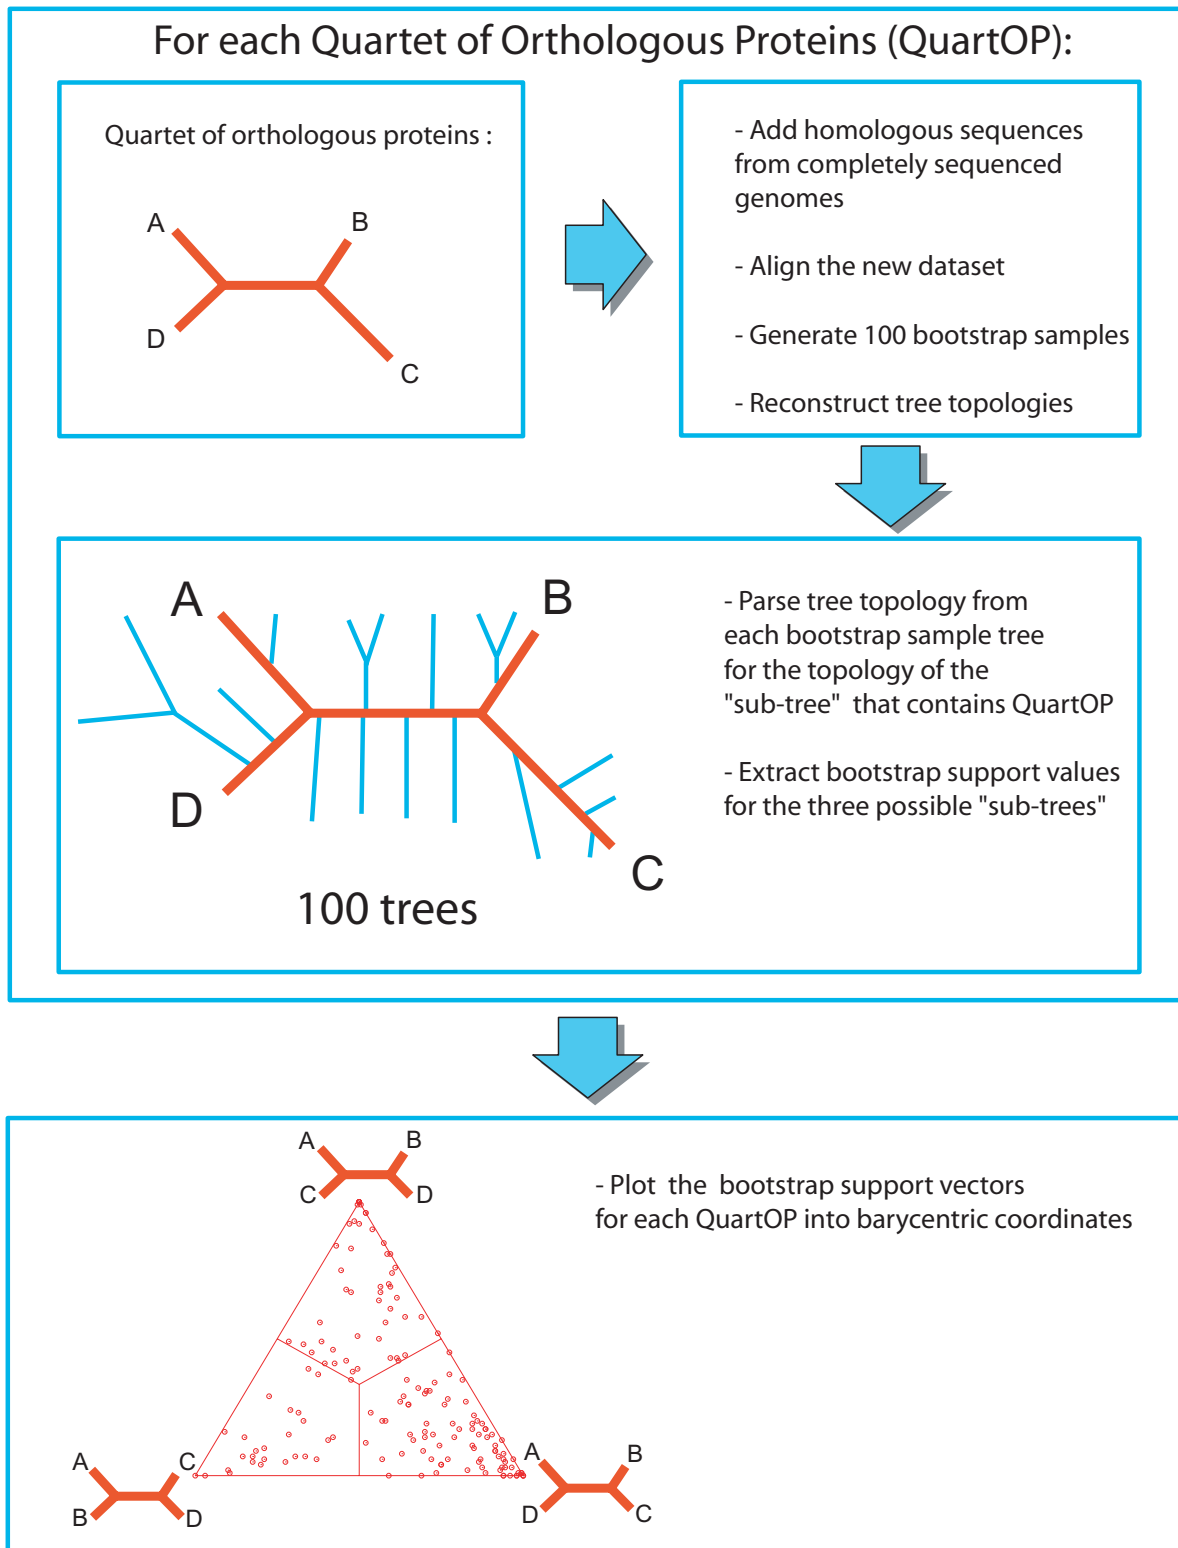 For each Quartet of Orthologous Proteins (QuartOP):
Quartet of orthologous proteins :
A
B
D
C
- Add homologous sequences
from completely sequenced
genomes
- Align the new dataset
- Generate 100 bootstrap samples
- Reconstruct tree topologies
A
B
D
C
100 trees
- Parse tree topology from
each bootstrap sample tree
for the topology of the
"sub-tree" that contains QuartOP
- Extract bootstrap support values
for the three possible "sub-trees"
A
B
C
D
- Plot the bootstrap support vectors
for each QuartOP into barycentric coordinates
A
C
B
D
A
B
D
C